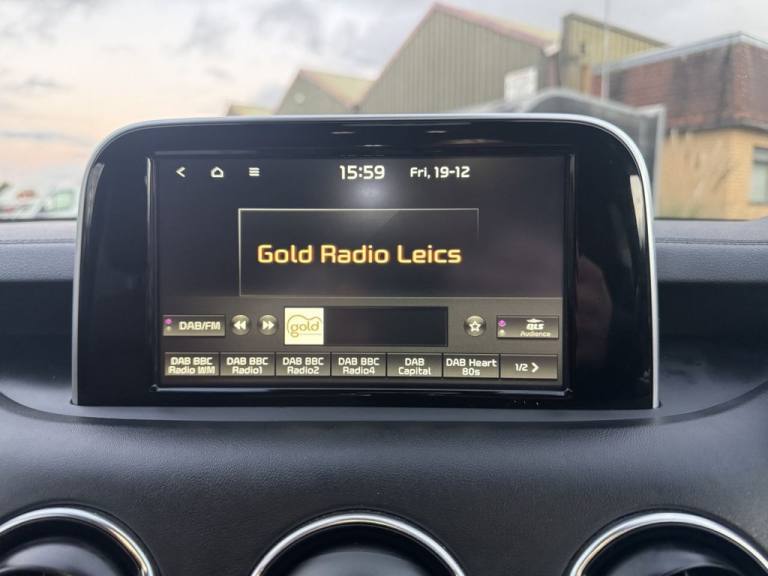 15:59 Fri, 19-12
Gold Radio Leics
DAB/FM gold QLS
Audience
DAB BBC DAB BBC DAB BBC DAB BBC DAB DAB Heart 1/2
Radio WM Radio1 Radio2 Radio4 Capital 80s